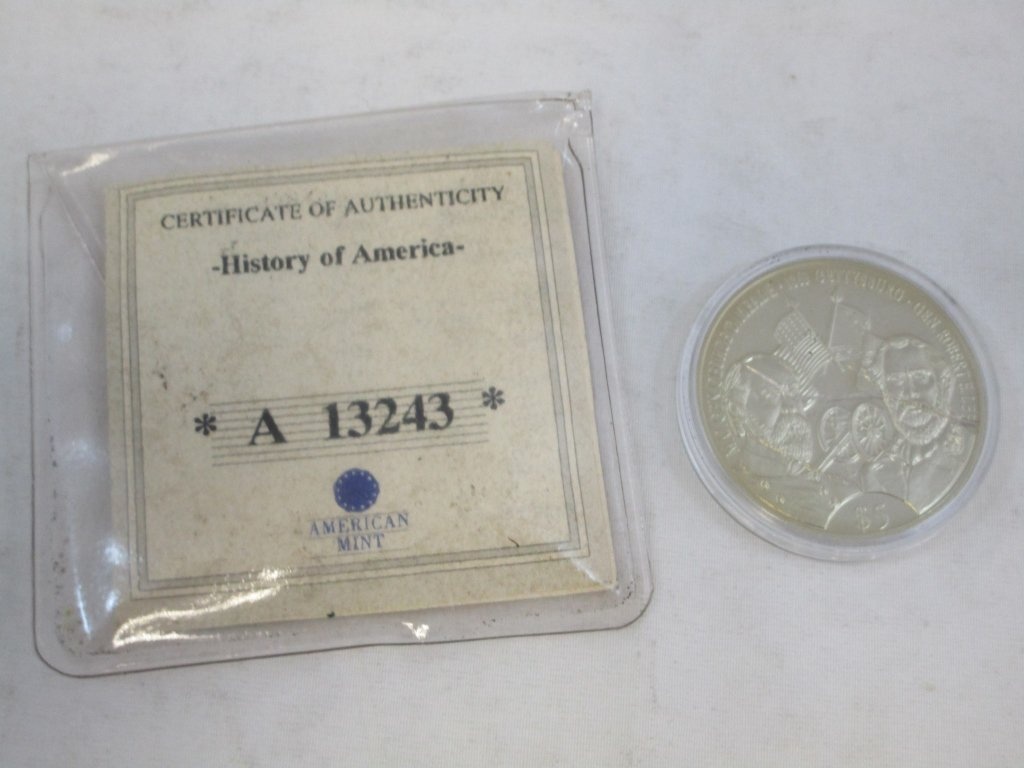 CERTIFICATE OF AUTHENTICITY
-History of America-
* A 13243 *
AMERICAN
MINT
$5